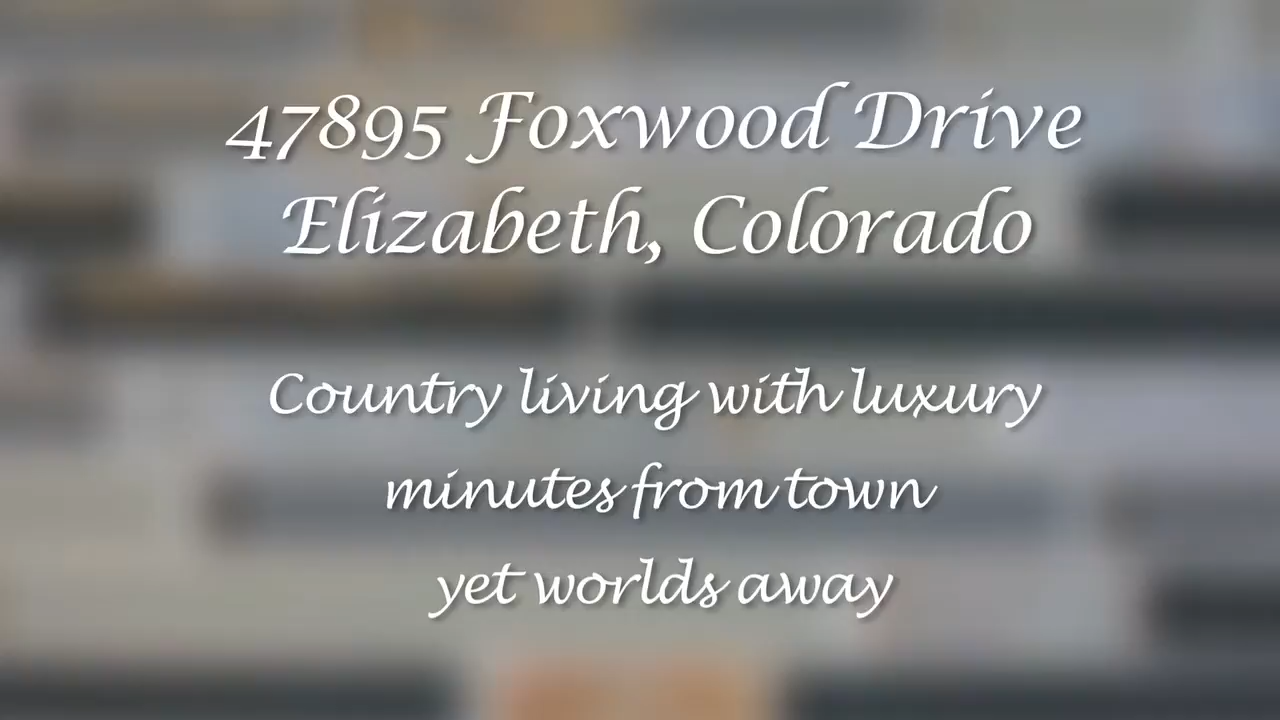 47895 Foxwood Drive
Elizabeth, Colorado
Country living with luxury
minutes from town
yet worlds away